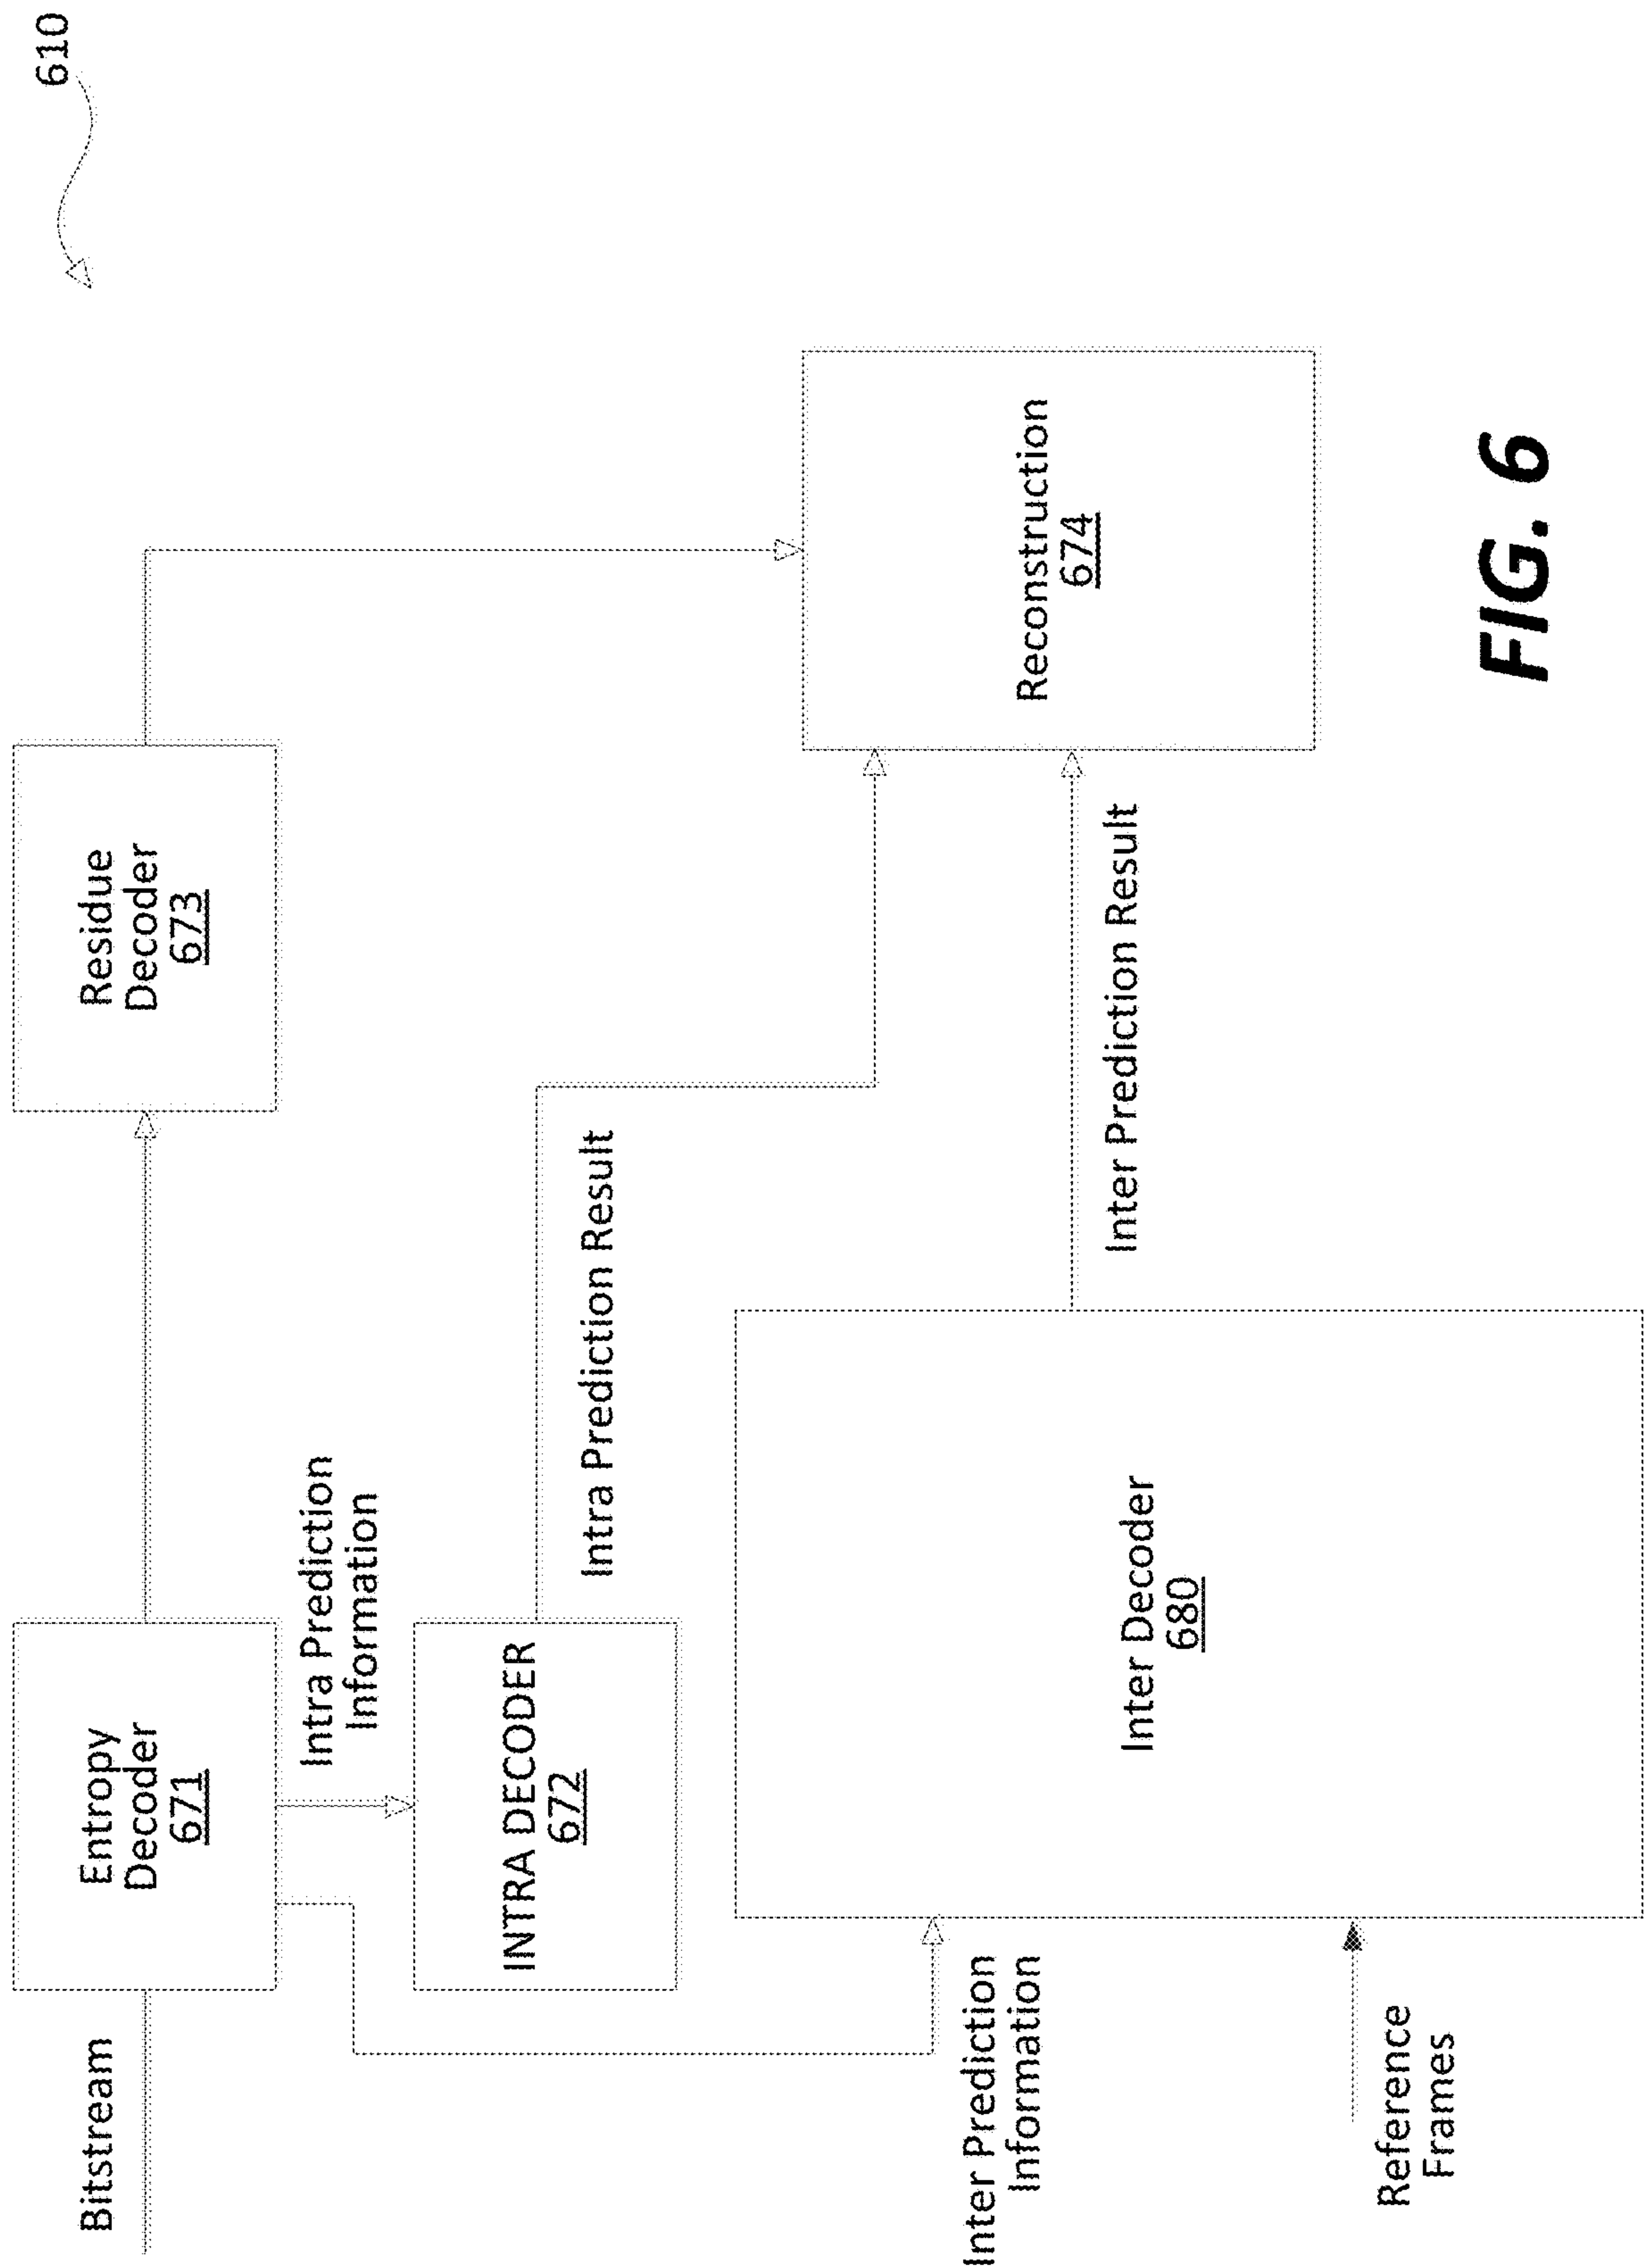 610
Bitstream
Entropy
Decoder
671
Residue
Decoder
673
Intra Prediction
Information
INTRA DECODER
672
Intra Prediction Result
Inter Prediction
Information
Inter Decoder
680
Inter Prediction Result
Reconstruction
674
Reference
Frames
FIG. 6